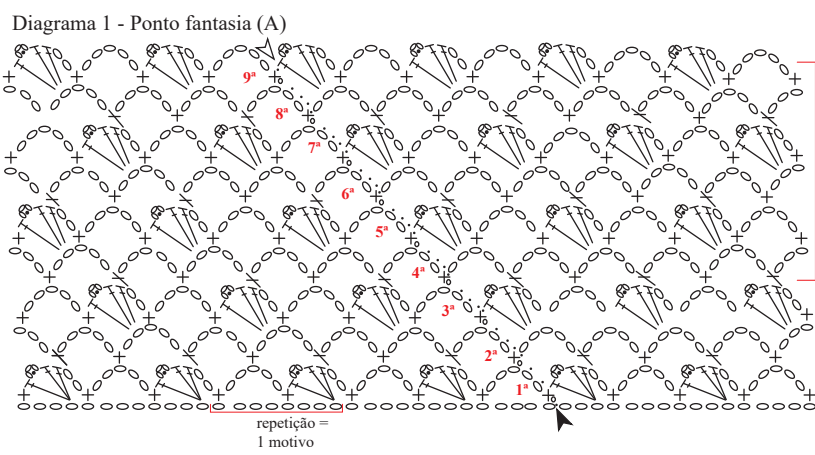 Diagrama 1 - Ponto fantasia (A)
9ª
8ª
7ª
6ª
5ª
4ª
3ª
2ª
1ª
repetição =
1 motivo